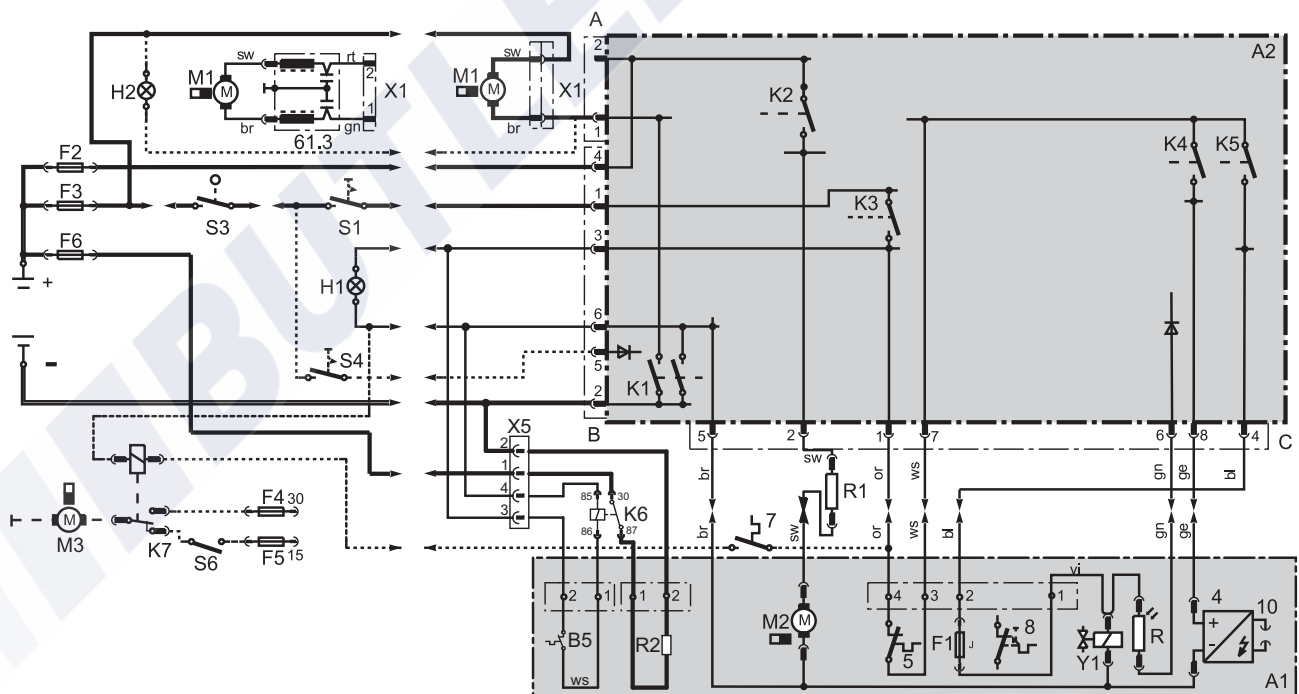 A
A2
sw
rt
M1
M
2
X1
H2
1
br
gn
61.3
sw
M1
M
X1
br
2
1
K2
K4
K5
F2
F3
F6
S3
S1
4
1
3
K3
+
H1
6
5
2
S4
K1
-
B
C
5
2
1
7
6
8
4
X5
2
1
4
3
85
30
K6
86
87
br
sw
R1
sw
or
ws
bl
gn
ge
br
or
ws
bl
gn
ge
M
M3
K7
F4 30
S6
F5 15
7
2
1
1
2
B5
ws
R2
M2
M
4
3
2
1
5
F1
J
8
vi
Y1
R
4
+
-
10
A1